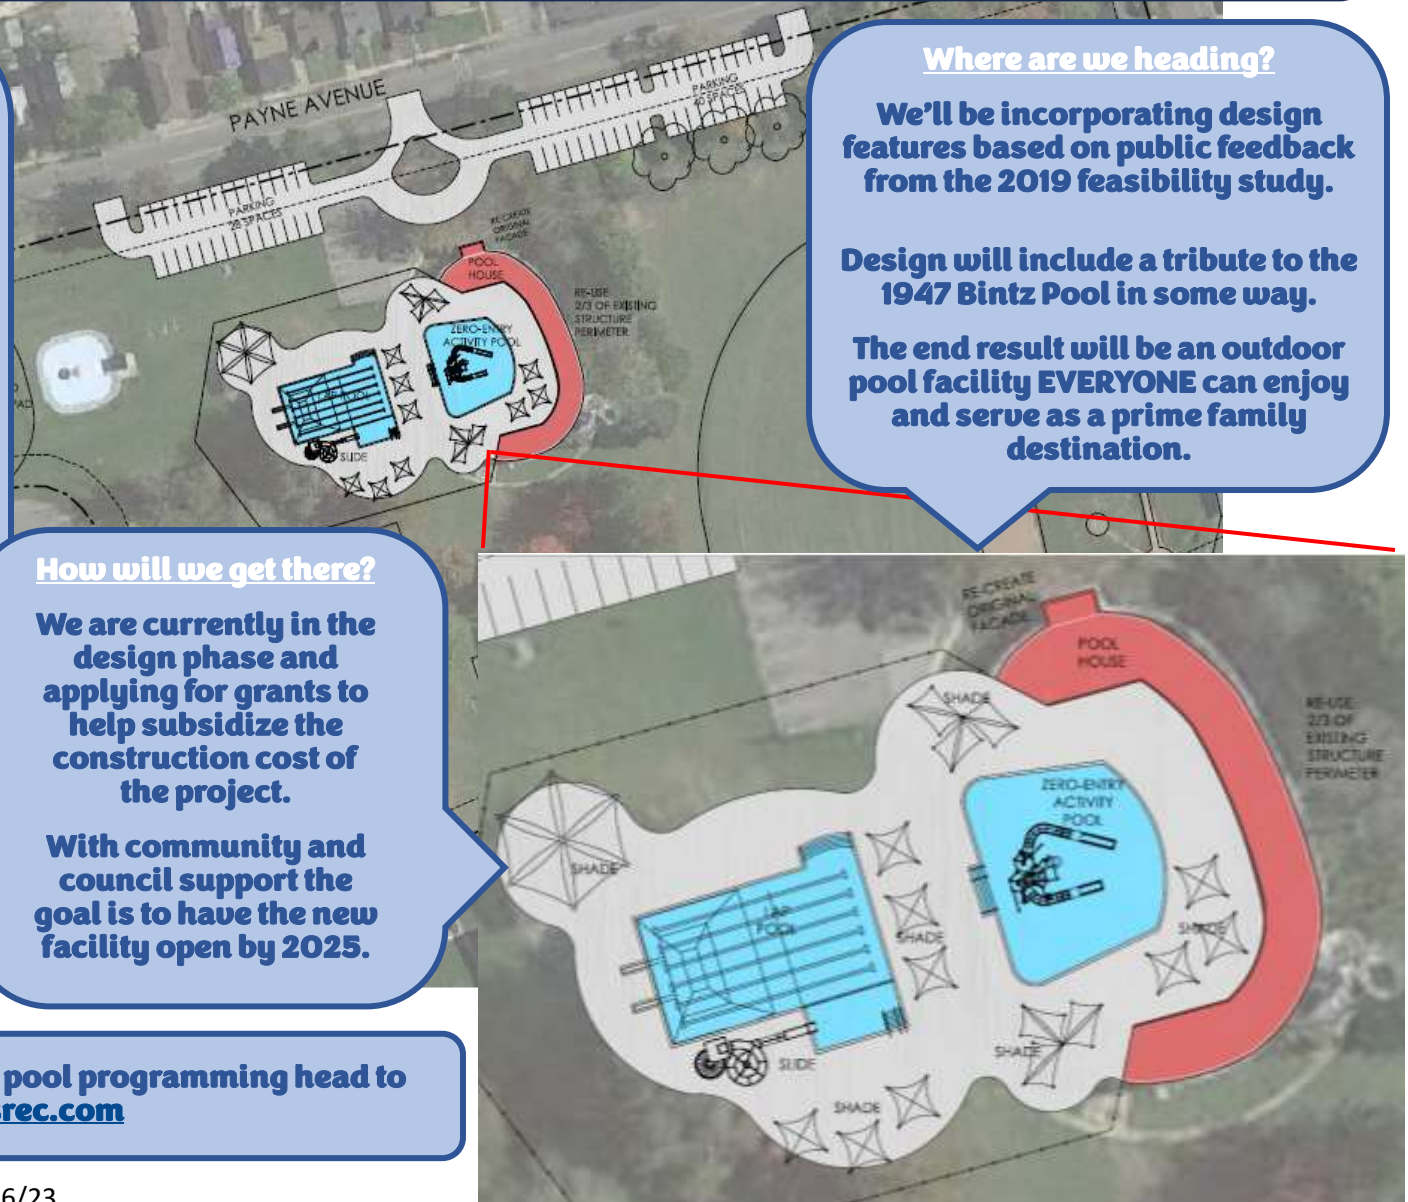 PAYNE AVENUE
PARKING
40 SPACES
PARKING
28 SPACES
RE-CREATE
ORIGINAL
FACADE
POOL
HOUSE
RE-USE
2/3 OF EXISTING
STRUCTURE
PERIMETER
ZERO-ENTRY
ACTIVITY POOL
LAP POOL
SLIDE
PAD
Where are we heading?
We'll be incorporating design
features based on public feedback
from the 2019 feasibility study.
Design will include a tribute to the
1947 Bintz Pool in some way.
The end result will be an outdoor
pool facility EVERYONE can enjoy
and serve as a prime family
destination.
How will we get there?
We are currently in the
design phase and
applying for grants to
help subsidize the
construction cost of
the project.
With community and
council support the
goal is to have the new
facility open by 2025.
RE-CREATE
ORIGINAL
FACADE
POOL
HOUSE
RE-USE
2/3 OF
EXISTING
STRUCTURE
PERIMETER
SHADE
ZERO-ENTRY
ACTIVITY
POOL
SHADE
LAP
POOL
SHADE
SHADE
SHADE
SLIDE
SHADE
pool programming head to
srec.com
6/23